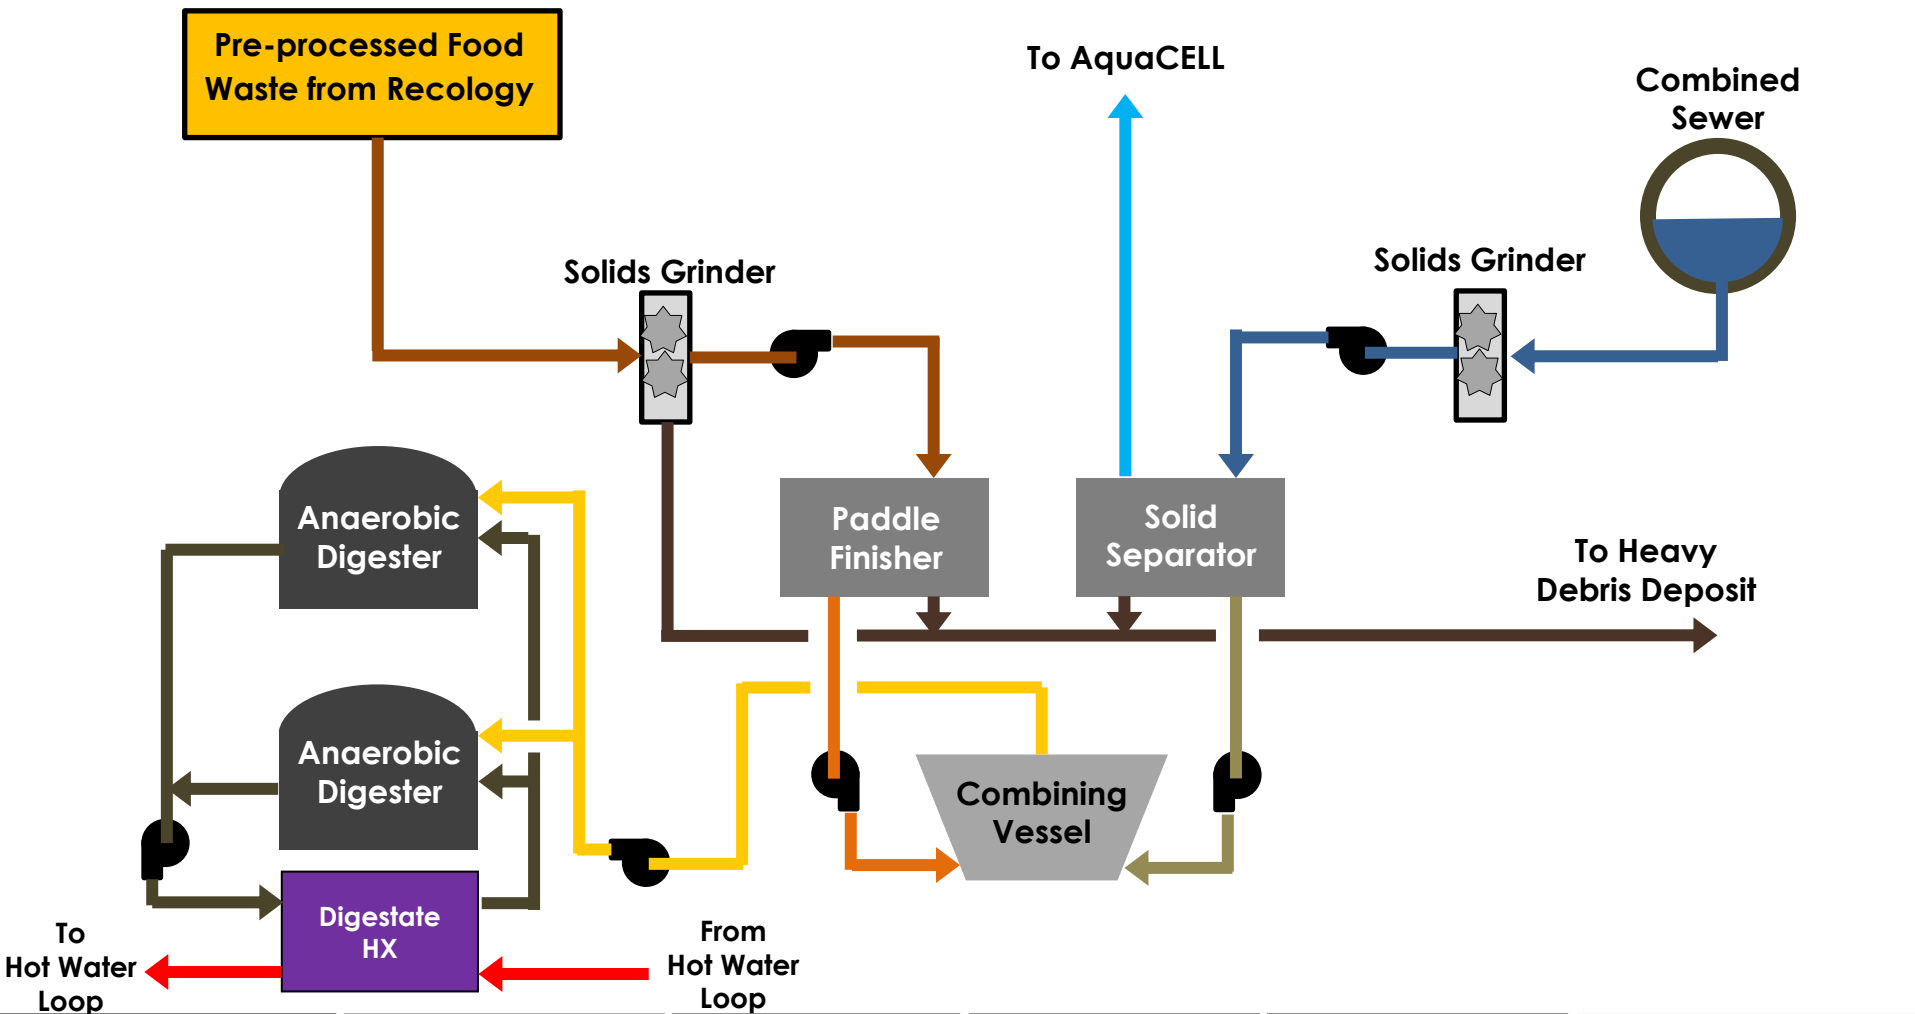 Pre-processed Food
Waste from Recology
To AquaCELL
Combined
Sewer
Solids Grinder
Solids Grinder
Anaerobic
Digester
Paddle
Finisher
Solid
Separator
To Heavy
Debris Deposit
Anaerobic
Digester
Combining
Vessel
Digestate
HX
To
Hot Water
Loop
From
Hot Water
Loop